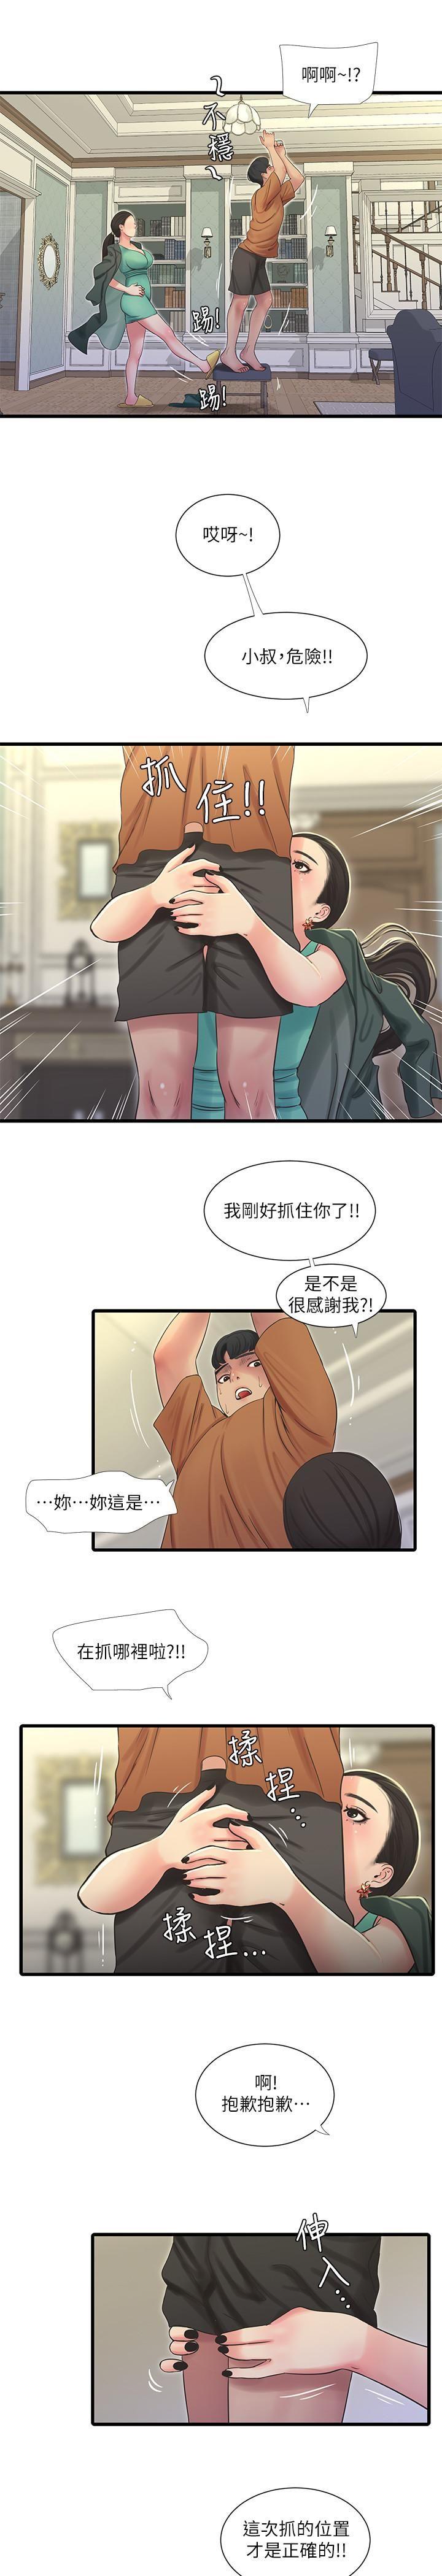 啊啊~!?
不穩~
踢!
踢!
哎呀~!
小叔,危險!!
抓住!!
我剛好抓住你了!!
是不是
很感謝我?!
…妳…妳這是…
在抓哪裡啦?!!
揉捏…
揉捏…
啊!
抱歉抱歉…
伸入…
這次抓的位置
才是正確的!!